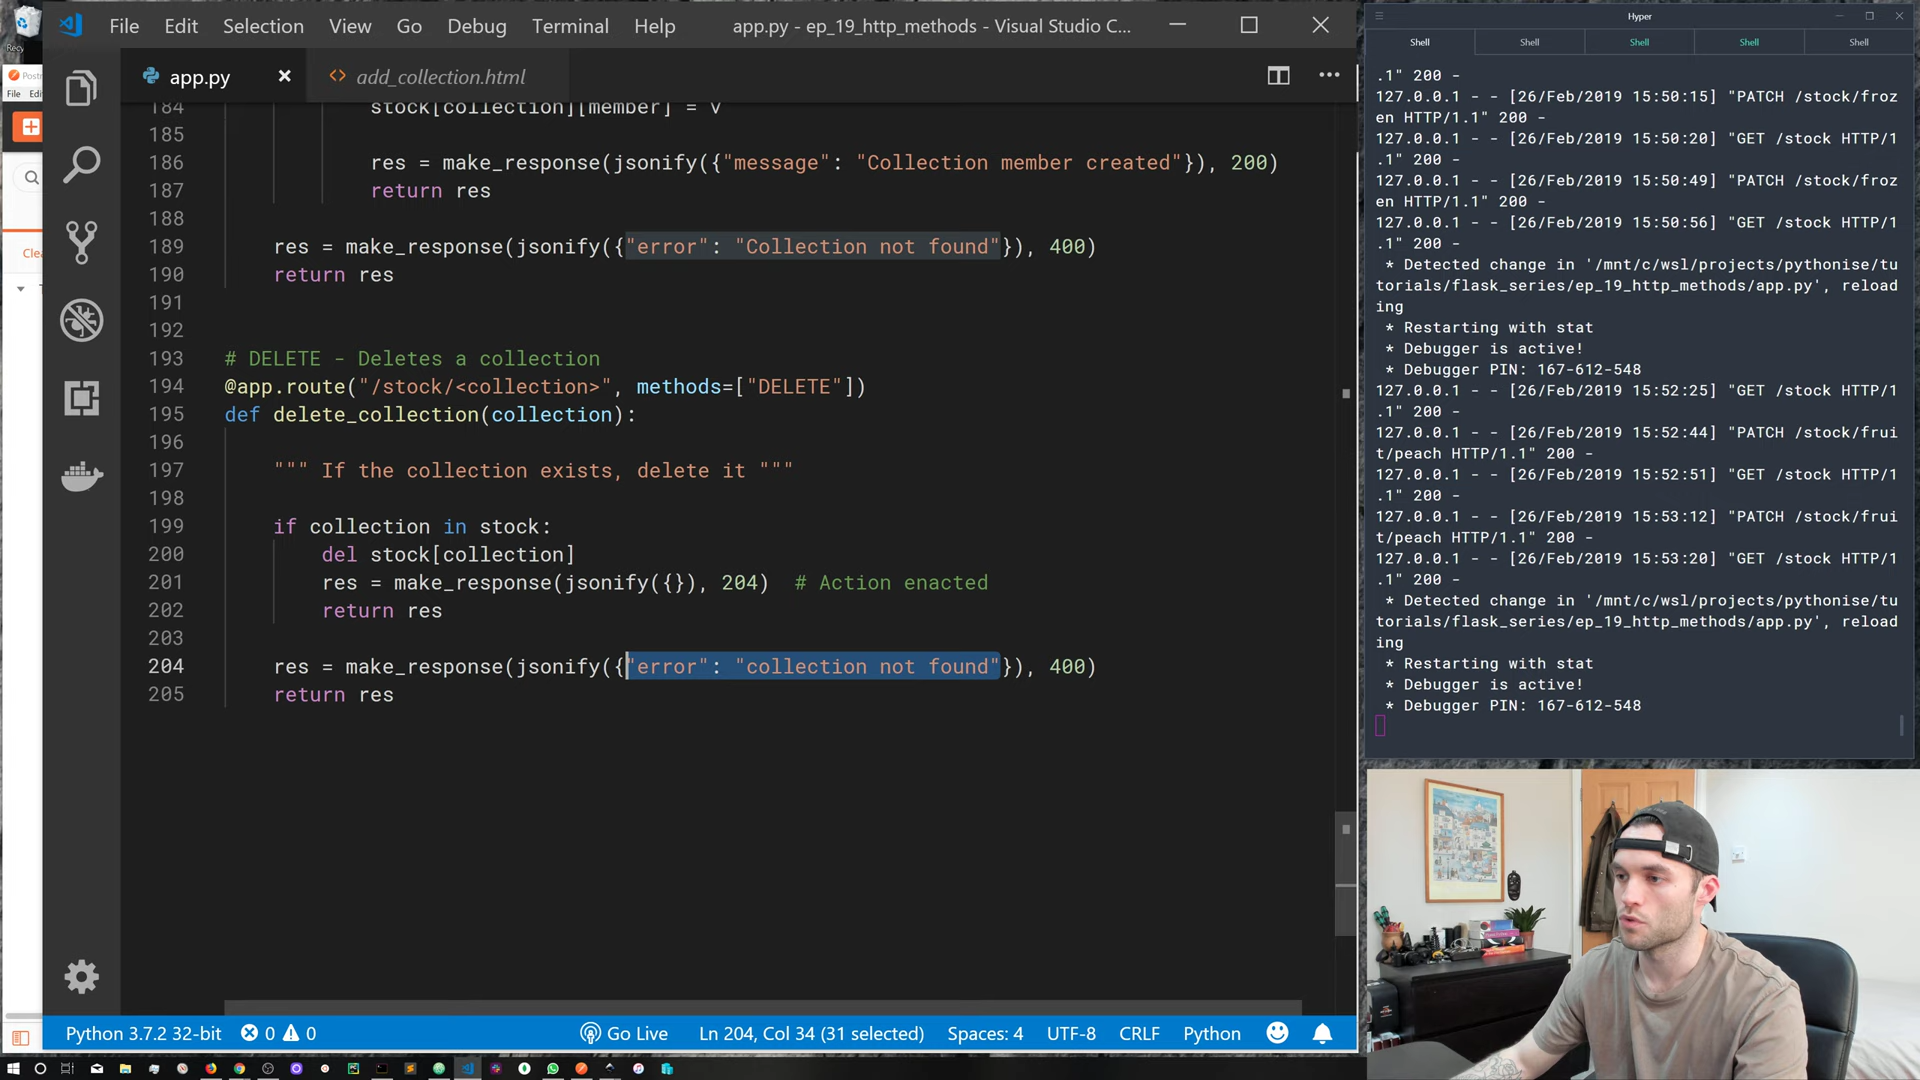 File Edit Selection View Go Debug Terminal Help app.py - ep_19_http_methods - Visual Studio C...
app.py add_collection.html
184 stock[collection][member] = v
185
186 res = make_response(jsonify({"message": "Collection member created"}), 200)
187 return res
188
189 res = make_response(jsonify({"error": "Collection not found"}), 400)
190 return res
191
192
193 # DELETE - Deletes a collection
194 @app.route("/stock/<collection>", methods=["DELETE"])
195 def delete_collection(collection):
196
197 """ If the collection exists, delete it """
198
199 if collection in stock:
200 del stock[collection]
201 res = make_response(jsonify({}), 204) # Action enacted
202 return res
203
204 res = make_response(jsonify({"error": "collection not found"}), 400)
205 return res
Python 3.7.2 32-bit 0 0 Go Live Ln 204, Col 34 (31 selected) Spaces: 4 UTF-8 CRLF Python
Recy
Postm
File Edi
Clea
Hyper
Shell Shell Shell Shell Shell
.1" 200 -
127.0.0.1 - - [26/Feb/2019 15:50:15] "PATCH /stock/froz
en HTTP/1.1" 200 -
127.0.0.1 - - [26/Feb/2019 15:50:20] "GET /stock HTTP/1
.1" 200 -
127.0.0.1 - - [26/Feb/2019 15:50:49] "PATCH /stock/froz
en HTTP/1.1" 200 -
127.0.0.1 - - [26/Feb/2019 15:50:56] "GET /stock HTTP/1
.1" 200 -
* Detected change in '/mnt/c/wsl/projects/pythonise/tu
torials/flask_series/ep_19_http_methods/app.py', reload
ing
* Restarting with stat
* Debugger is active!
* Debugger PIN: 167-612-548
127.0.0.1 - - [26/Feb/2019 15:52:25] "GET /stock HTTP/1
.1" 200 -
127.0.0.1 - - [26/Feb/2019 15:52:44] "PATCH /stock/frui
t/peach HTTP/1.1" 200 -
127.0.0.1 - - [26/Feb/2019 15:52:51] "GET /stock HTTP/1
.1" 200 -
127.0.0.1 - - [26/Feb/2019 15:53:12] "PATCH /stock/frui
t/peach HTTP/1.1" 200 -
127.0.0.1 - - [26/Feb/2019 15:53:20] "GET /stock HTTP/1
.1" 200 -
* Detected change in '/mnt/c/wsl/projects/pythonise/tu
torials/flask_series/ep_19_http_methods/app.py', reload
ing
* Restarting with stat
* Debugger is active!
* Debugger PIN: 167-612-548